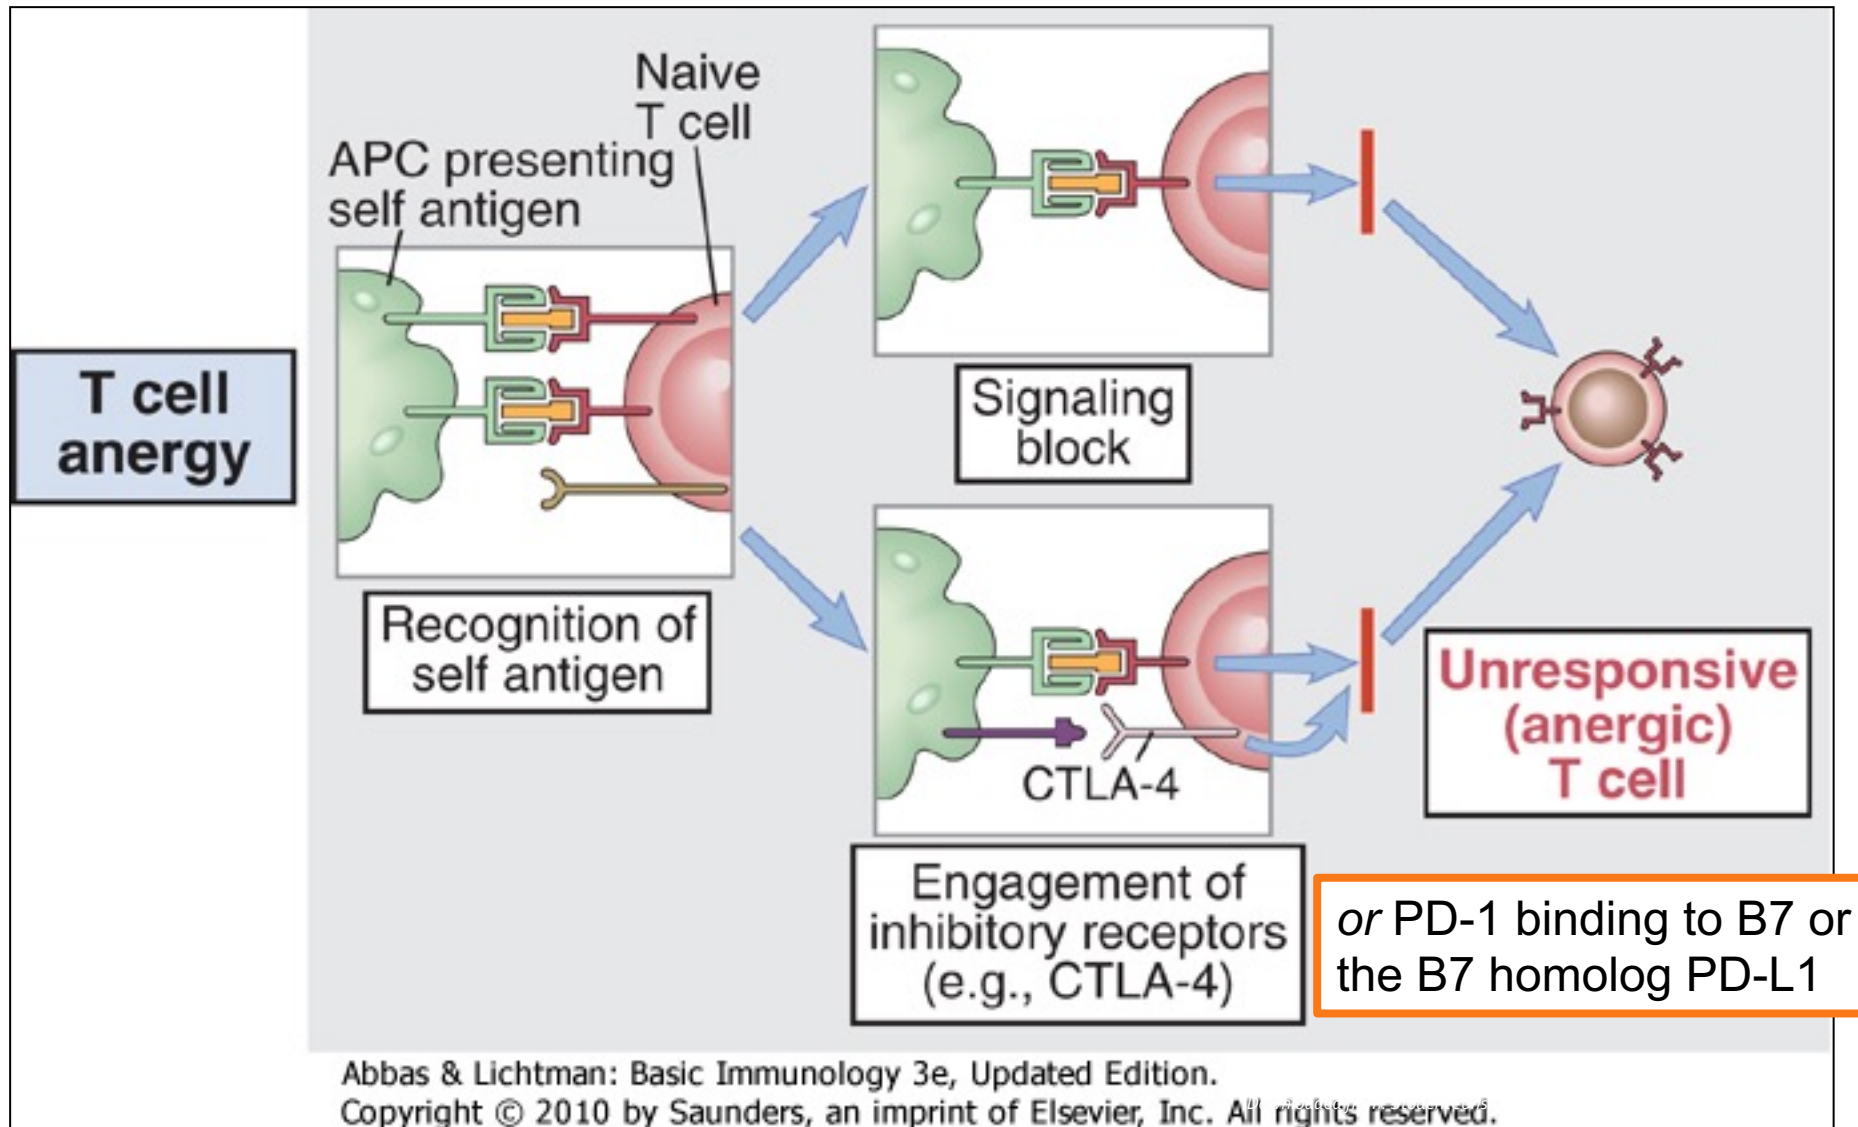 T cell
anergy
APC presenting
self antigen
Naive
T cell
Recognition of
self antigen
Signaling
block
CTLA-4
Engagement of
inhibitory receptors
(e.g., CTLA-4)
Unresponsive
(anergic)
T cell
or PD-1 binding to B7 or
the B7 homolog PD-L1
Abbas & Lichtman: Basic Immunology 3e, Updated Edition.
Copyright © 2010 by Saunders, an imprint of Elsevier, Inc. All rights reserved.